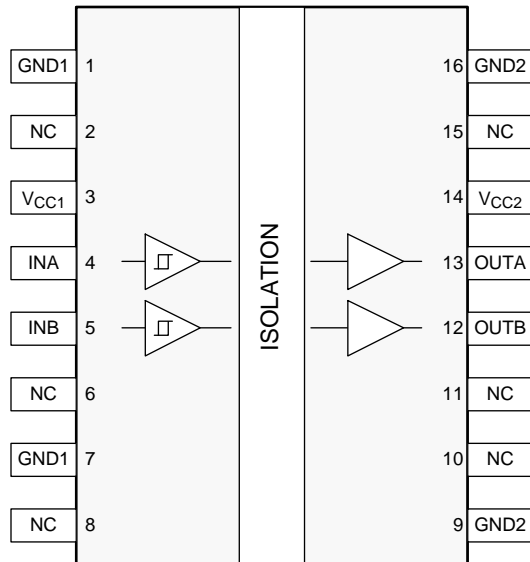 GND1 1 16 GND2
NC 2 15 NC
VCC1 3 14 VCC2
INA 4 13 OUTA
INB 5 12 OUTB
NC 6 11 NC
GND1 7 10 NC
NC 8 9 GND2
ISOLATION